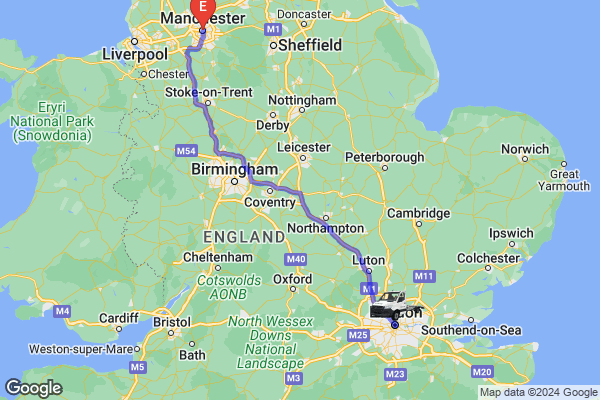 Manchester
E
Doncaster
Liverpool
M1
Sheffield
Chester
Eryri
National Park
(Snowdonia)
Stoke-on-Trent
Nottingham
Derby
M54
Leicester
Peterborough
Norwich
Great
Yarmouth
Birmingham
Coventry
Northampton
Cambridge
ENGLAND
Ipswich
M40
Cheltenham
Luton
M11
Colchester
Cotswolds
AONB
Oxford
M1
M4
Cardiff
Bristol
North Wessex
Downs
National
Landscape
M25
Southend-on-Sea
Weston-super-Mare
Bath
M5
M3
M20
M23
Google
Google
Map data ©2024 Google